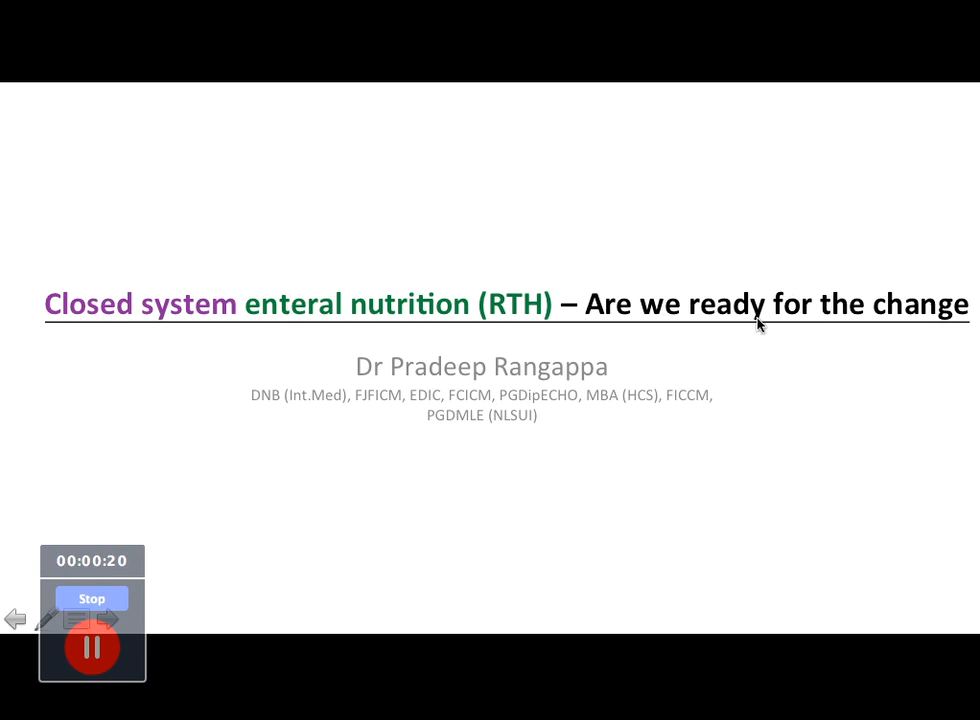 Closed system enteral nutrition (RTH) – Are we ready for the change
Dr Pradeep Rangappa
DNB (Int.Med), FJFICM, EDIC, FCICM, PGDipECHO, MBA (HCS), FICCM,
PGDMLE (NLSUI)
00:00:20
Stop